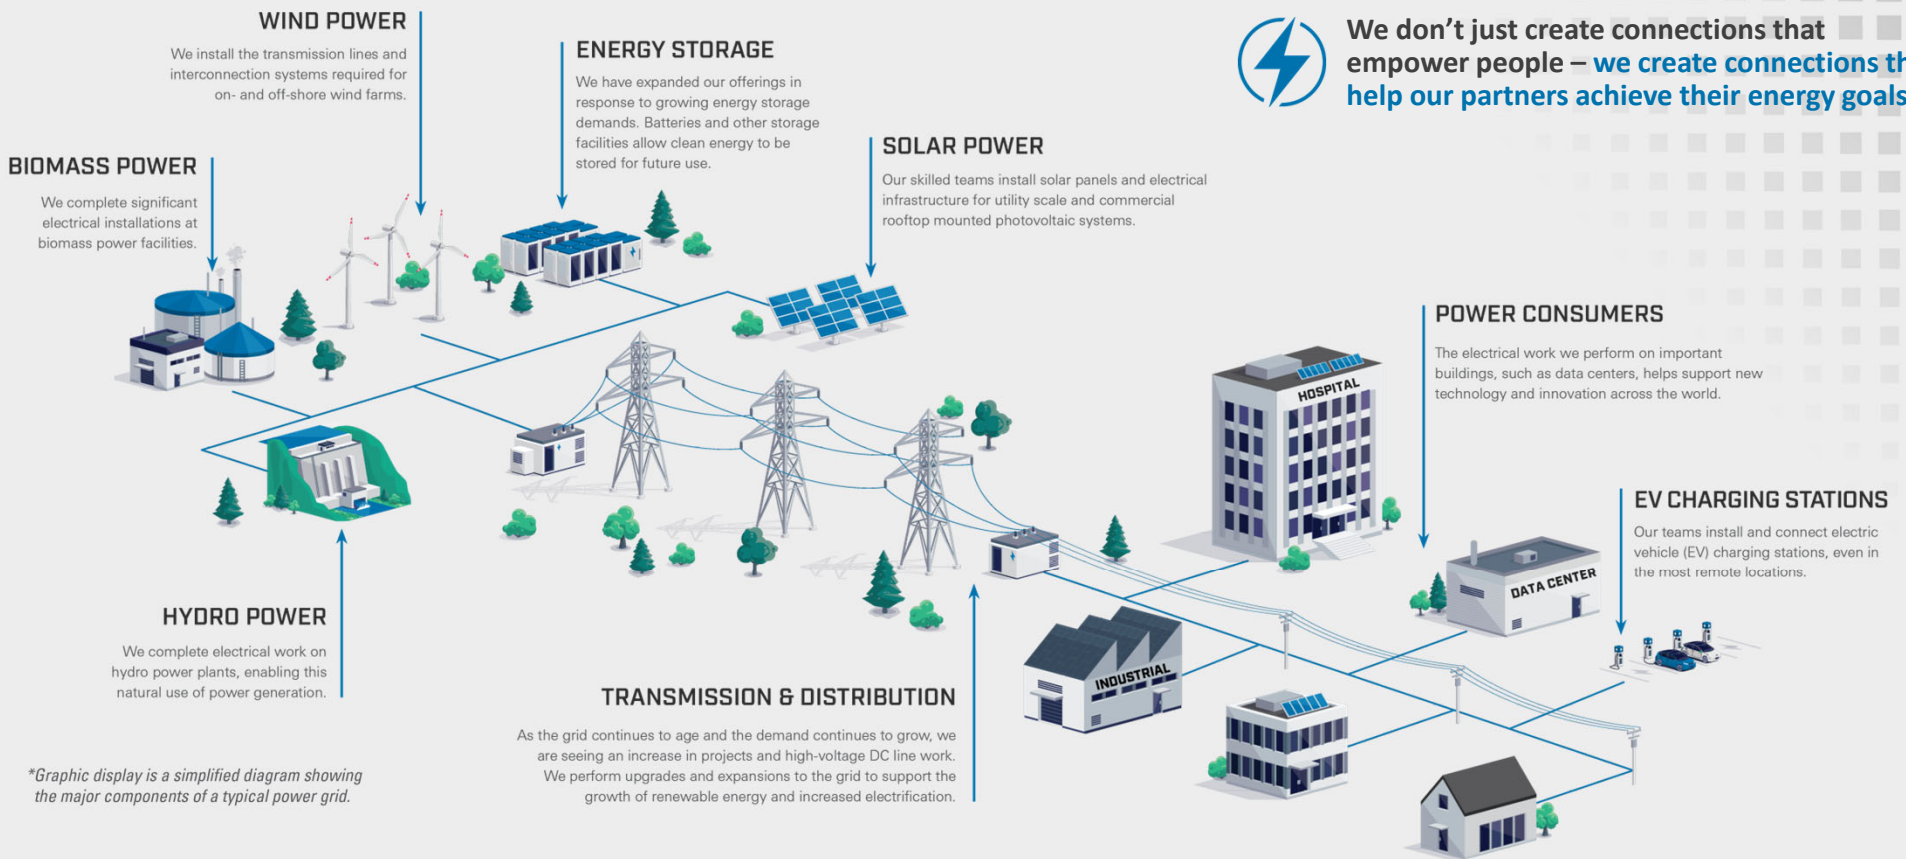 WIND POWER
We install the transmission lines and
interconnection systems required for
on- and off-shore wind farms.
ENERGY STORAGE
We have expanded our offerings in
response to growing energy storage
demands. Batteries and other storage
facilities allow clean energy to be
stored for future use.
We don’t just create connections that
empower people – we create connections th
help our partners achieve their energy goals
BIOMASS POWER
We complete significant
electrical installations at
biomass power facilities.
SOLAR POWER
Our skilled teams install solar panels and electrical
infrastructure for utility scale and commercial
rooftop mounted photovoltaic systems.
POWER CONSUMERS
The electrical work we perform on important
buildings, such as data centers, helps support new
technology and innovation across the world.
HOSPITAL
EV CHARGING STATIONS
Our teams install and connect electric
vehicle (EV) charging stations, even in
the most remote locations.
DATA CENTER
HYDRO POWER
We complete electrical work on
hydro power plants, enabling this
natural use of power generation.
INDUSTRIAL
TRANSMISSION & DISTRIBUTION
As the grid continues to age and the demand continues to grow, we
are seeing an increase in projects and high-voltage DC line work.
We perform upgrades and expansions to the grid to support the
growth of renewable energy and increased electrification.
*Graphic display is a simplified diagram showing
the major components of a typical power grid.